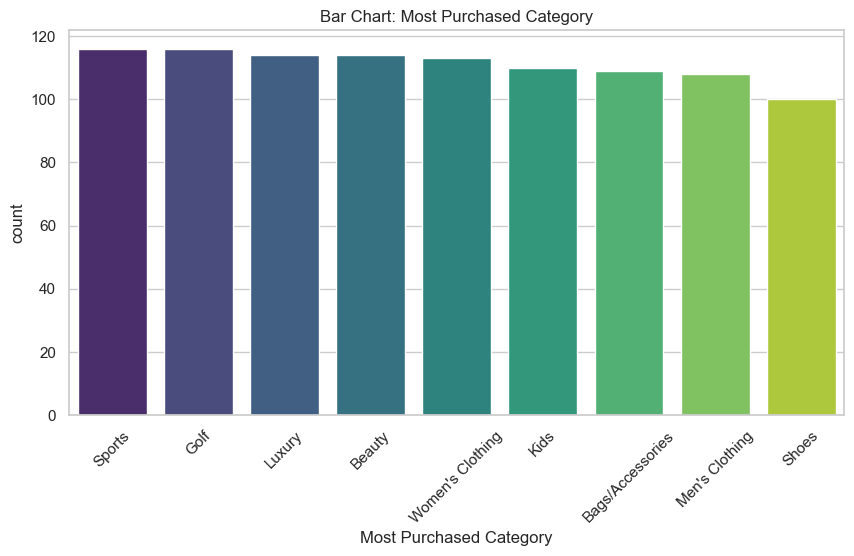 Bar Chart: Most Purchased Category
120
100
80
60
40
20
0
count
Sports
Golf
Luxury
Beauty
Women's Clothing
Kids
Bags/Accessories
Men's Clothing
Shoes
Most Purchased Category